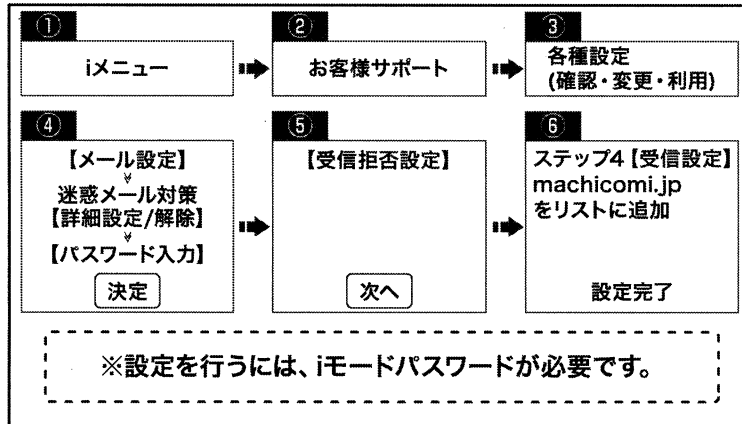 ①
iメニュー
②
お客様サポート
③
各種設定
(確認・変更・利用)
④
【メール設定】
迷惑メール対策
【詳細設定/解除】
【パスワード入力】
決定
⑤
【受信拒否設定】
次へ
⑥
ステップ4【受信設定】
machicomi.jp
をリストに追加
設定完了
※設定を行うには、iモードパスワードが必要です。